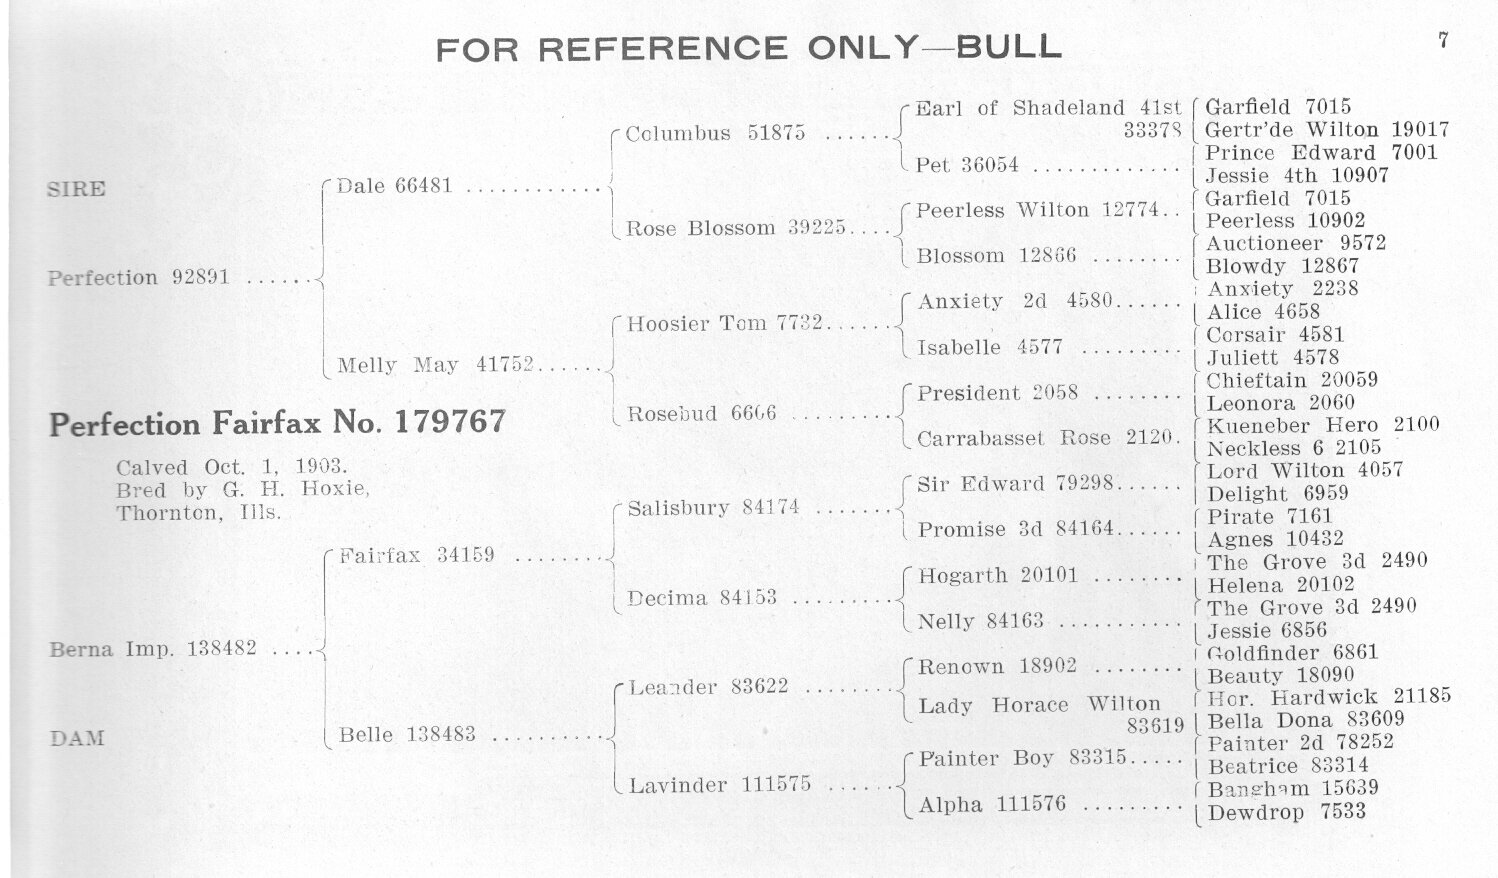 FOR REFERENCE ONLY—BULL
7
SIRE
Perfection 92891 ......
Dale 66481 ............
Melly May 41752......
Columbus 51875 ......
Rose Blossom 39225....
Hoosier Tom 7732......
Rosebud 6606 .........
Earl of Shadeland 41st
33378
Pet 36054 .............
Peerless Wilton 12774..
Blossom 12866 ........
Anxiety 2d 4580......
Isabelle 4577 .........
President 2058 ........
Carrabasset Rose 2120.
Garfield 7015
Gertr'de Wilton 19017
Prince Edward 7001
Jessie 4th 10907
Garfield 7015
Peerless 10902
Auctioneer 9572
Blowdy 12867
Anxiety 2238
Alice 4658
Corsair 4581
Juliett 4578
Chieftain 20059
Leonora 2060
Kueneber Hero 2100
Neckless 6 2105
Perfection Fairfax No. 179767
Calved Oct. 1, 1903.
Bred by G. H. Hoxie,
Thornton, Ills.
Berna Imp. 138482 ....
DAM
Fairfax 34159 ........
Belle 138483 ..........
Salisbury 84174 .......
Decima 84153 .........
Leander 83622 ........
Lavinder 111575 ......
Sir Edward 79298......
Promise 3d 84164......
Hogarth 20101 ........
Nelly 84163 ...........
Renown 18902 ........
Lady Horace Wilton
83619
Painter Boy 83315.....
Alpha 111576 .........
Lord Wilton 4057
Delight 6959
Pirate 7161
Agnes 10432
The Grove 3d 2490
Helena 20102
The Grove 3d 2490
Jessie 6856
Goldfinder 6861
Beauty 18090
Hor. Hardwick 21185
Bella Dona 83609
Painter 2d 78252
Beatrice 83314
Bangham 15639
Dewdrop 7533